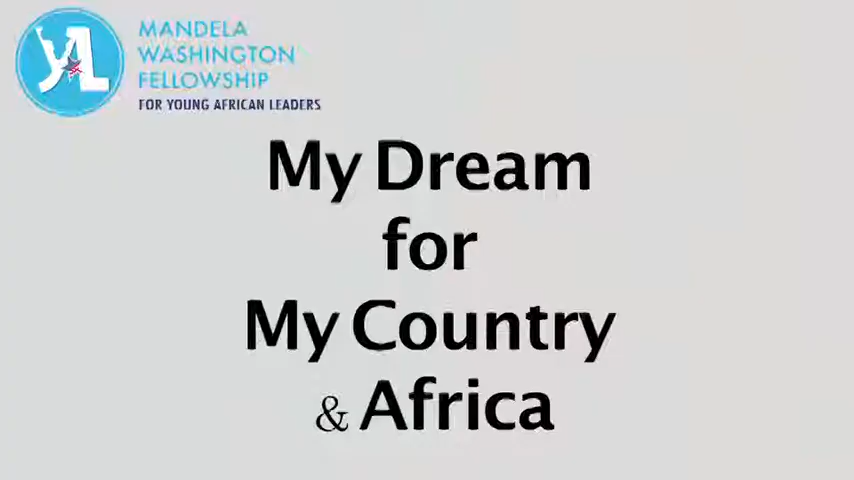 YAL
MANDELA
WASHINGTON
FELLOWSHIP
FOR YOUNG AFRICAN LEADERS
My Dream
for
My Country
& Africa